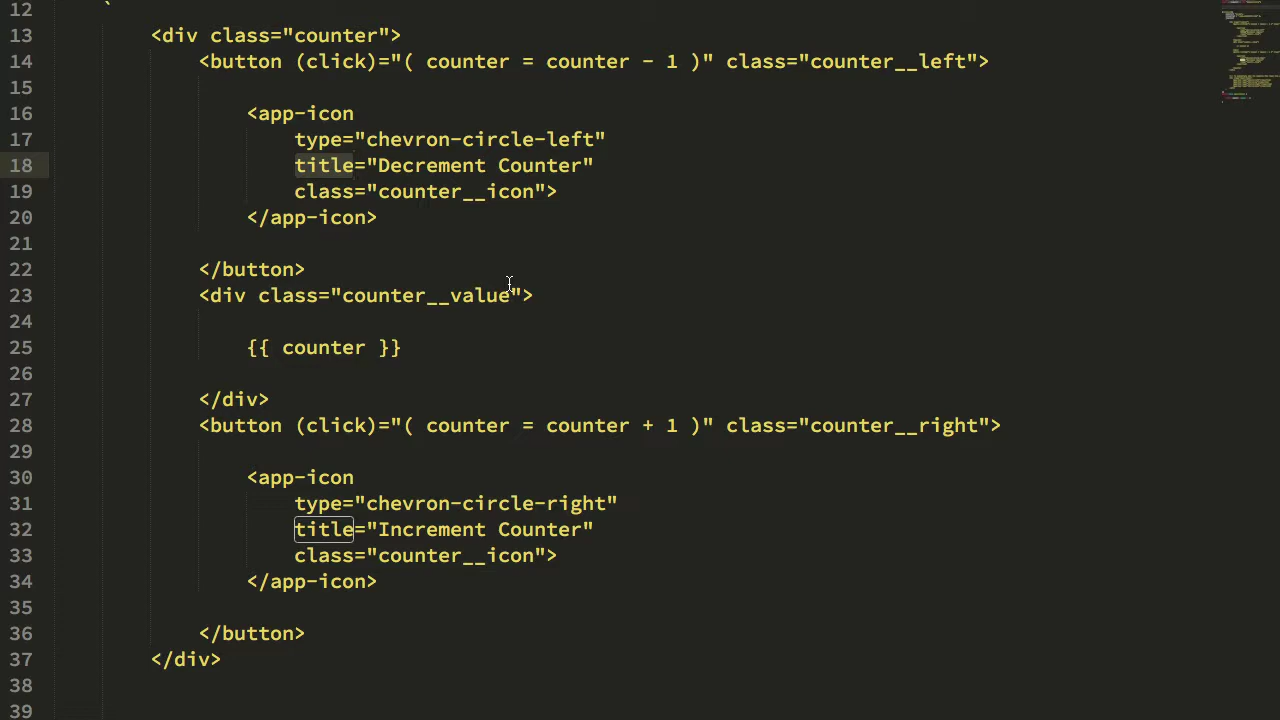 12 `
13 <div class="counter">
14 <button (click)="( counter = counter - 1 )" class="counter__left">
15
16 <app-icon
17 type="chevron-circle-left"
18 title="Decrement Counter"
19 class="counter__icon">
20 </app-icon>
21
22 </button>
23 <div class="counter__value">
24
25 {{ counter }}
26
27 </div>
28 <button (click)="( counter = counter + 1 )" class="counter__right">
29
30 <app-icon
31 type="chevron-circle-right"
32 title="Increment Counter"
33 class="counter__icon">
34 </app-icon>
35
36 </button>
37 </div>
38
39